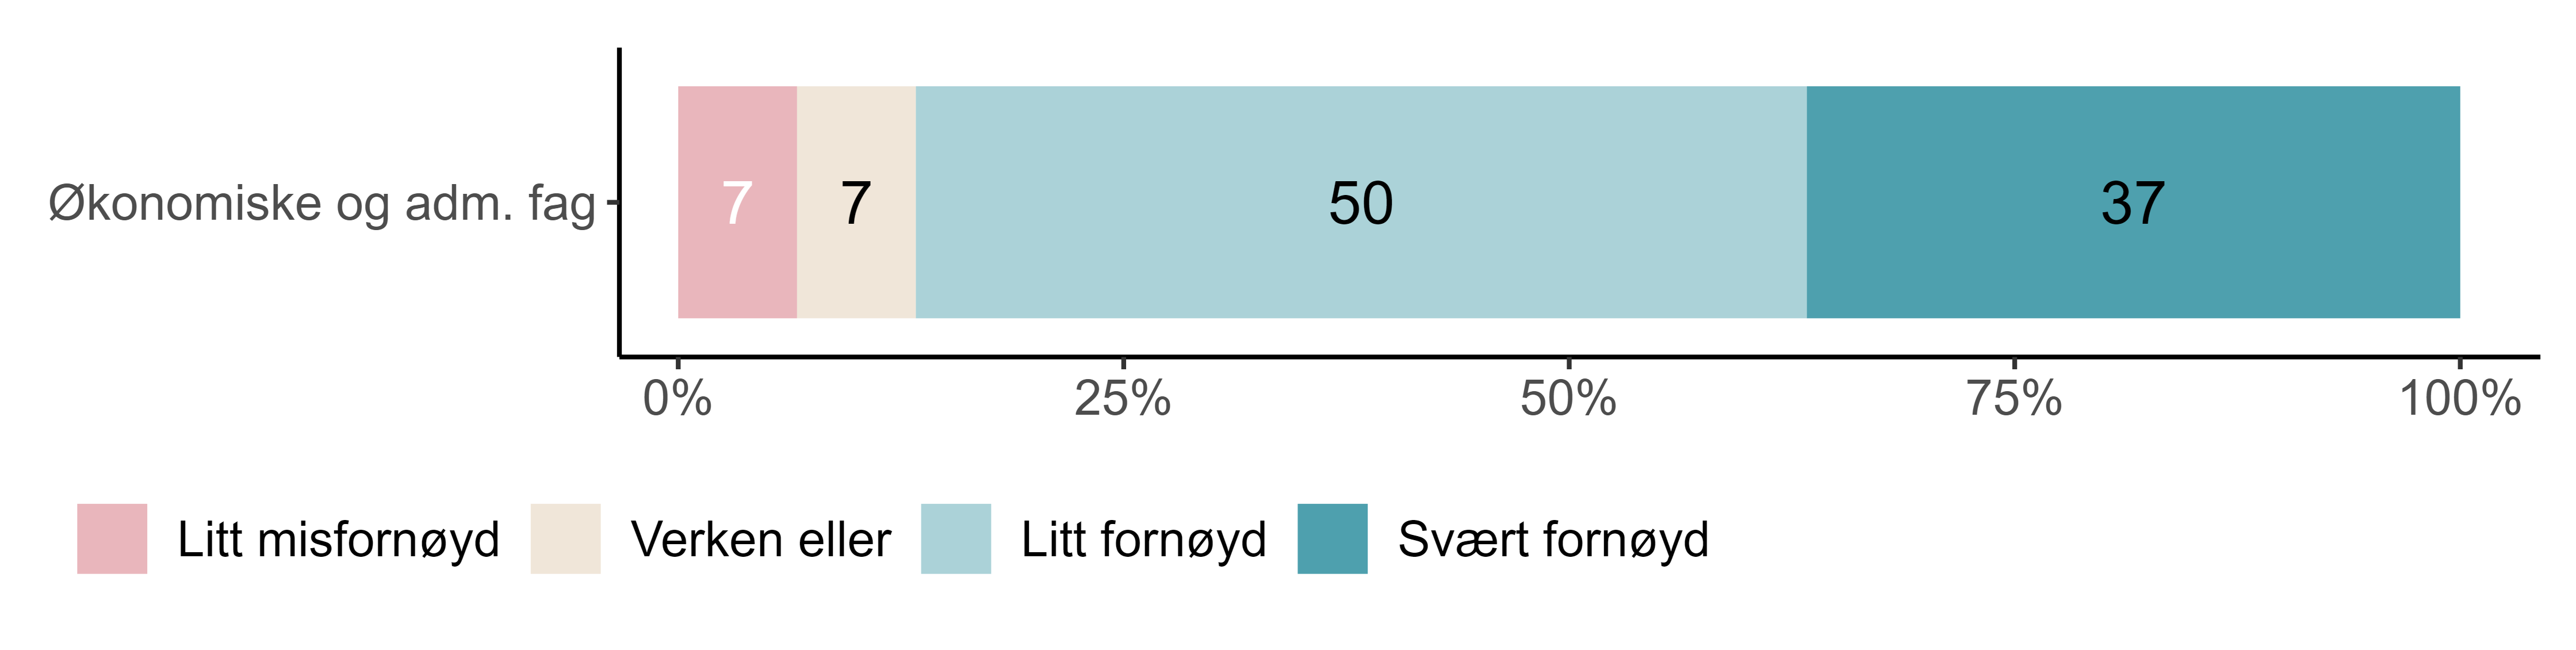 Økonomiske og adm. fag
7 7 50 37
0% 25% 50% 75% 100%
Litt misfornøyd Verken eller Litt fornøyd Svært fornøyd